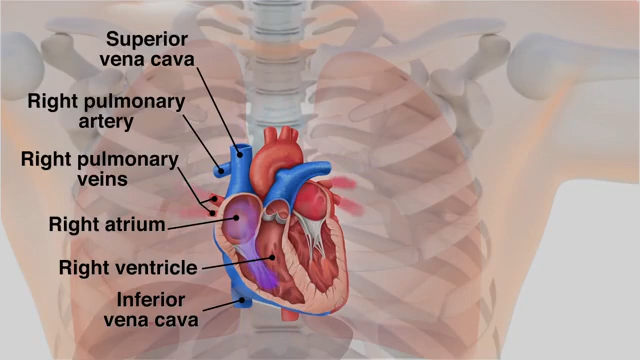 Superior
vena cava
Right pulmonary
artery
Right pulmonary
veins
Right atrium
Right ventricle
Inferior
vena cava